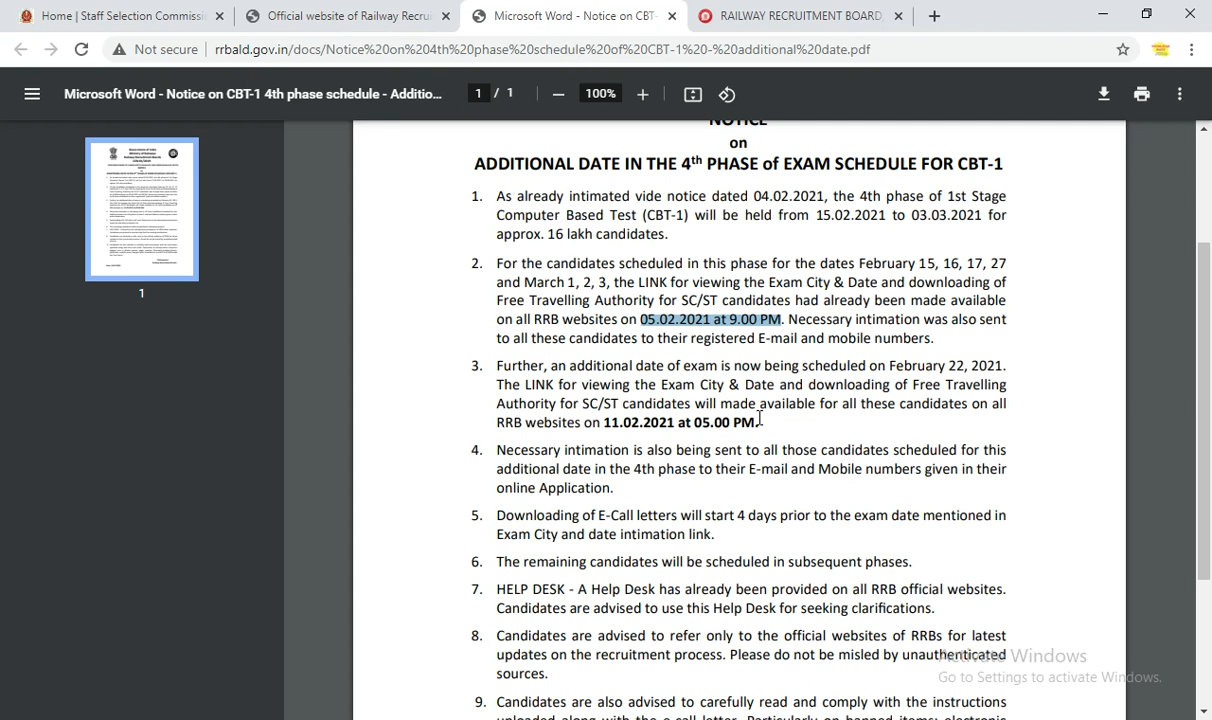 Home | Staff Selection Commissio
Official website of Railway Recrui
Microsoft Word - Notice on CBT-
RAILWAY RECRUITMENT BOARD,
Not secure | rrbald.gov.in/docs/Notice%20on%204th%20phase%20schedule%20of%20CBT-1%20-%20additional%20date.pdf
Microsoft Word - Notice on CBT-1 4th phase schedule - Additio... 1 / 1 100%
1
NOTICE
on
ADDITIONAL DATE IN THE 4th PHASE of EXAM SCHEDULE FOR CBT-1
1. As already intimated vide notice dated 04.02.2021, the 4th phase of 1st Stage
Computer Based Test (CBT-1) will be held from 15.02.2021 to 03.03.2021 for
approx. 16 lakh candidates.
2. For the candidates scheduled in this phase for the dates February 15, 16, 17, 27
and March 1, 2, 3, the LINK for viewing the Exam City & Date and downloading of
Free Travelling Authority for SC/ST candidates had already been made available
on all RRB websites on 05.02.2021 at 9.00 PM. Necessary intimation was also sent
to all these candidates to their registered E-mail and mobile numbers.
3. Further, an additional date of exam is now being scheduled on February 22, 2021.
The LINK for viewing the Exam City & Date and downloading of Free Travelling
Authority for SC/ST candidates will made available for all these candidates on all
RRB websites on 11.02.2021 at 05.00 PM.
4. Necessary intimation is also being sent to all those candidates scheduled for this
additional date in the 4th phase to their E-mail and Mobile numbers given in their
online Application.
5. Downloading of E-Call letters will start 4 days prior to the exam date mentioned in
Exam City and date intimation link.
6. The remaining candidates will be scheduled in subsequent phases.
7. HELP DESK - A Help Desk has already been provided on all RRB official websites.
Candidates are advised to use this Help Desk for seeking clarifications.
8. Candidates are advised to refer only to the official websites of RRBs for latest
updates on the recruitment process. Please do not be misled by unauthenticated
sources.
9. Candidates are also advised to carefully read and comply with the instructions
uploaded along with the e-call letter. Particularly on banned items: electronic
Activate Windows
Go to Settings to activate Windows.